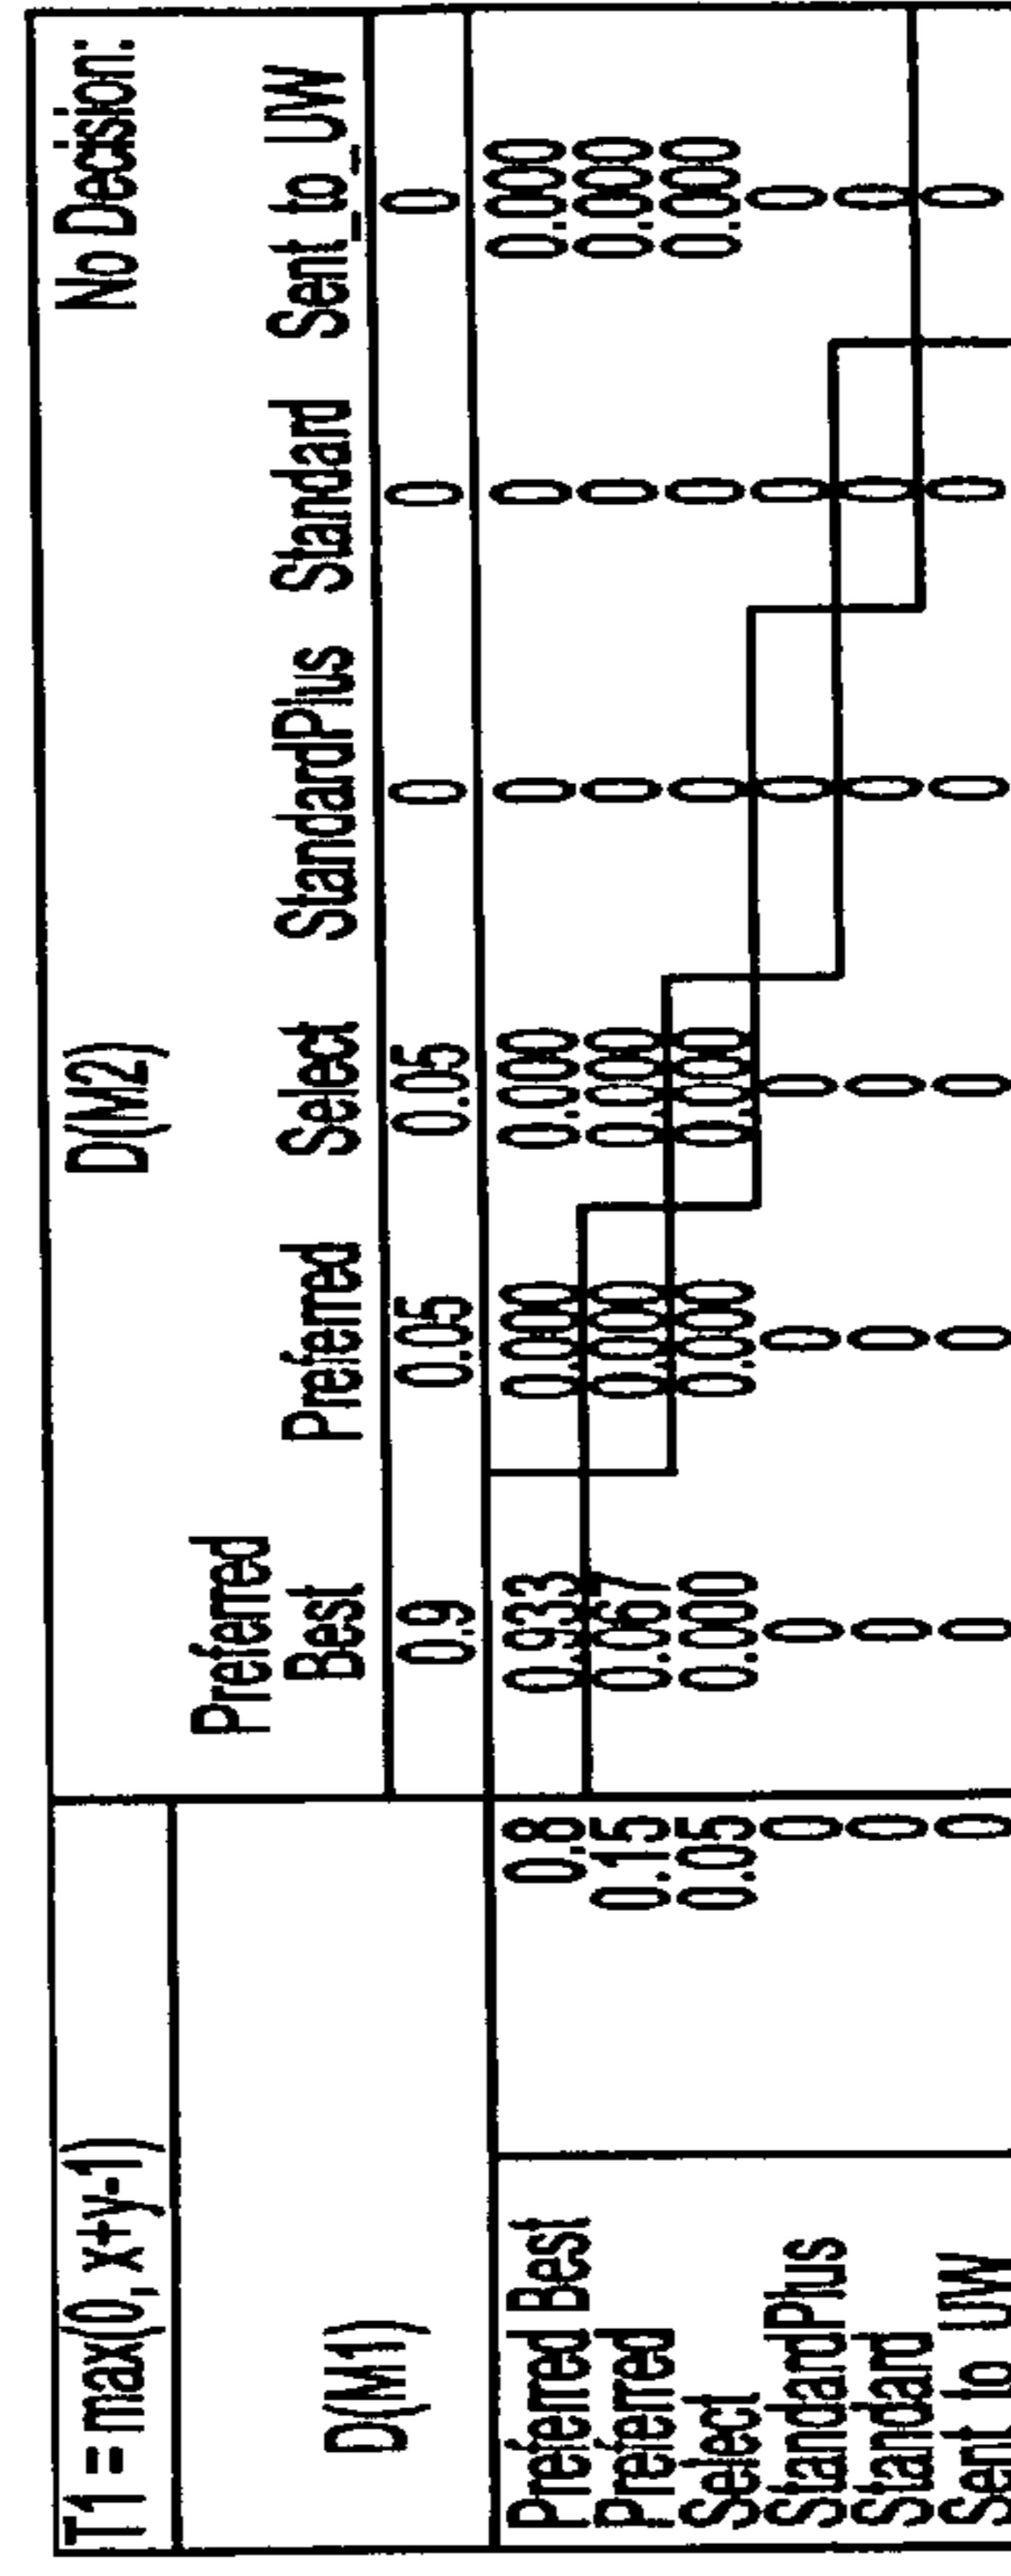 T1 = max(0, x+y-1)
D(M2) No Decision:
D(M1) Preferred
Best Preferred Select StandardPlus Standard Sent_to_UW
0.9 0.05 0.05 0 0 0
Preferred Best 0.8 0.933 0.000 0.000 0 0 0.000
Preferred 0.15 0.067 0.000 0.000 0 0 0.000
Select 0.05 0.000 0.000 0.000 0 0 0.000
StandardPlus 0 0 0 0 0 0 0
Standard 0 0 0 0 0 0 0
Sent_to_UW 0 0 0 0 0 0 0